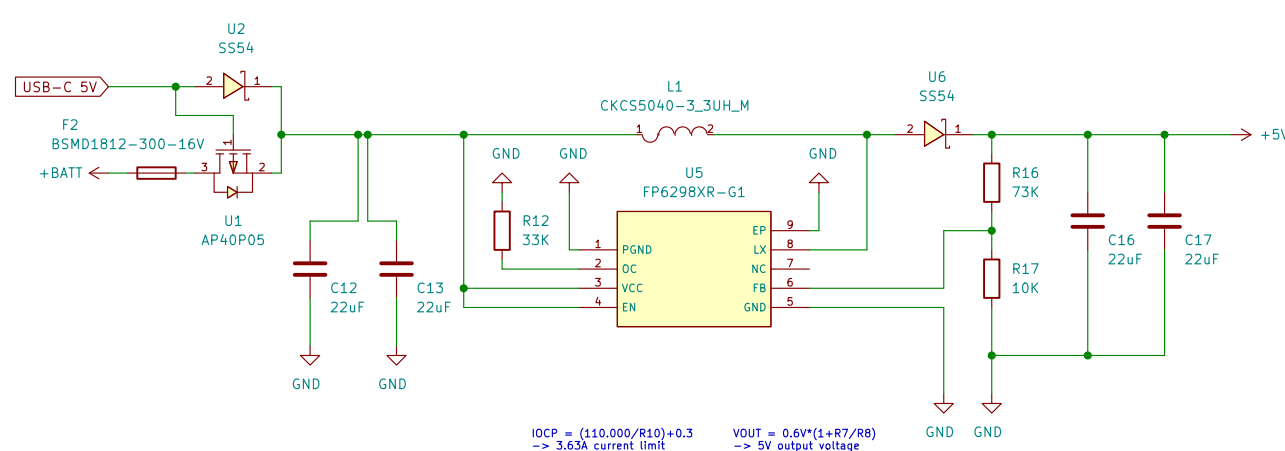 U2
SS54
USB-C 5V
2
1
F2
BSMD1812-300-16V
1
+BATT
3
2
U1
AP40P05
C12
22uF
C13
22uF
GND
GND
L1
CKCS5040-3_3UH_M
1
2
GND
GND
GND
R12
33K
U5
FP6298XR-G1
1
PGND
2
OC
3
VCC
4
EN
EP
9
LX
8
NC
7
FB
6
GND
5
U6
SS54
2
1
+5V
R16
73K
R17
10K
C16
22uF
C17
22uF
GND
GND
IOCP = (110.000/R10)+0.3
-> 3.63A current limit
VOUT = 0.6V*(1+R7/R8)
-> 5V output voltage